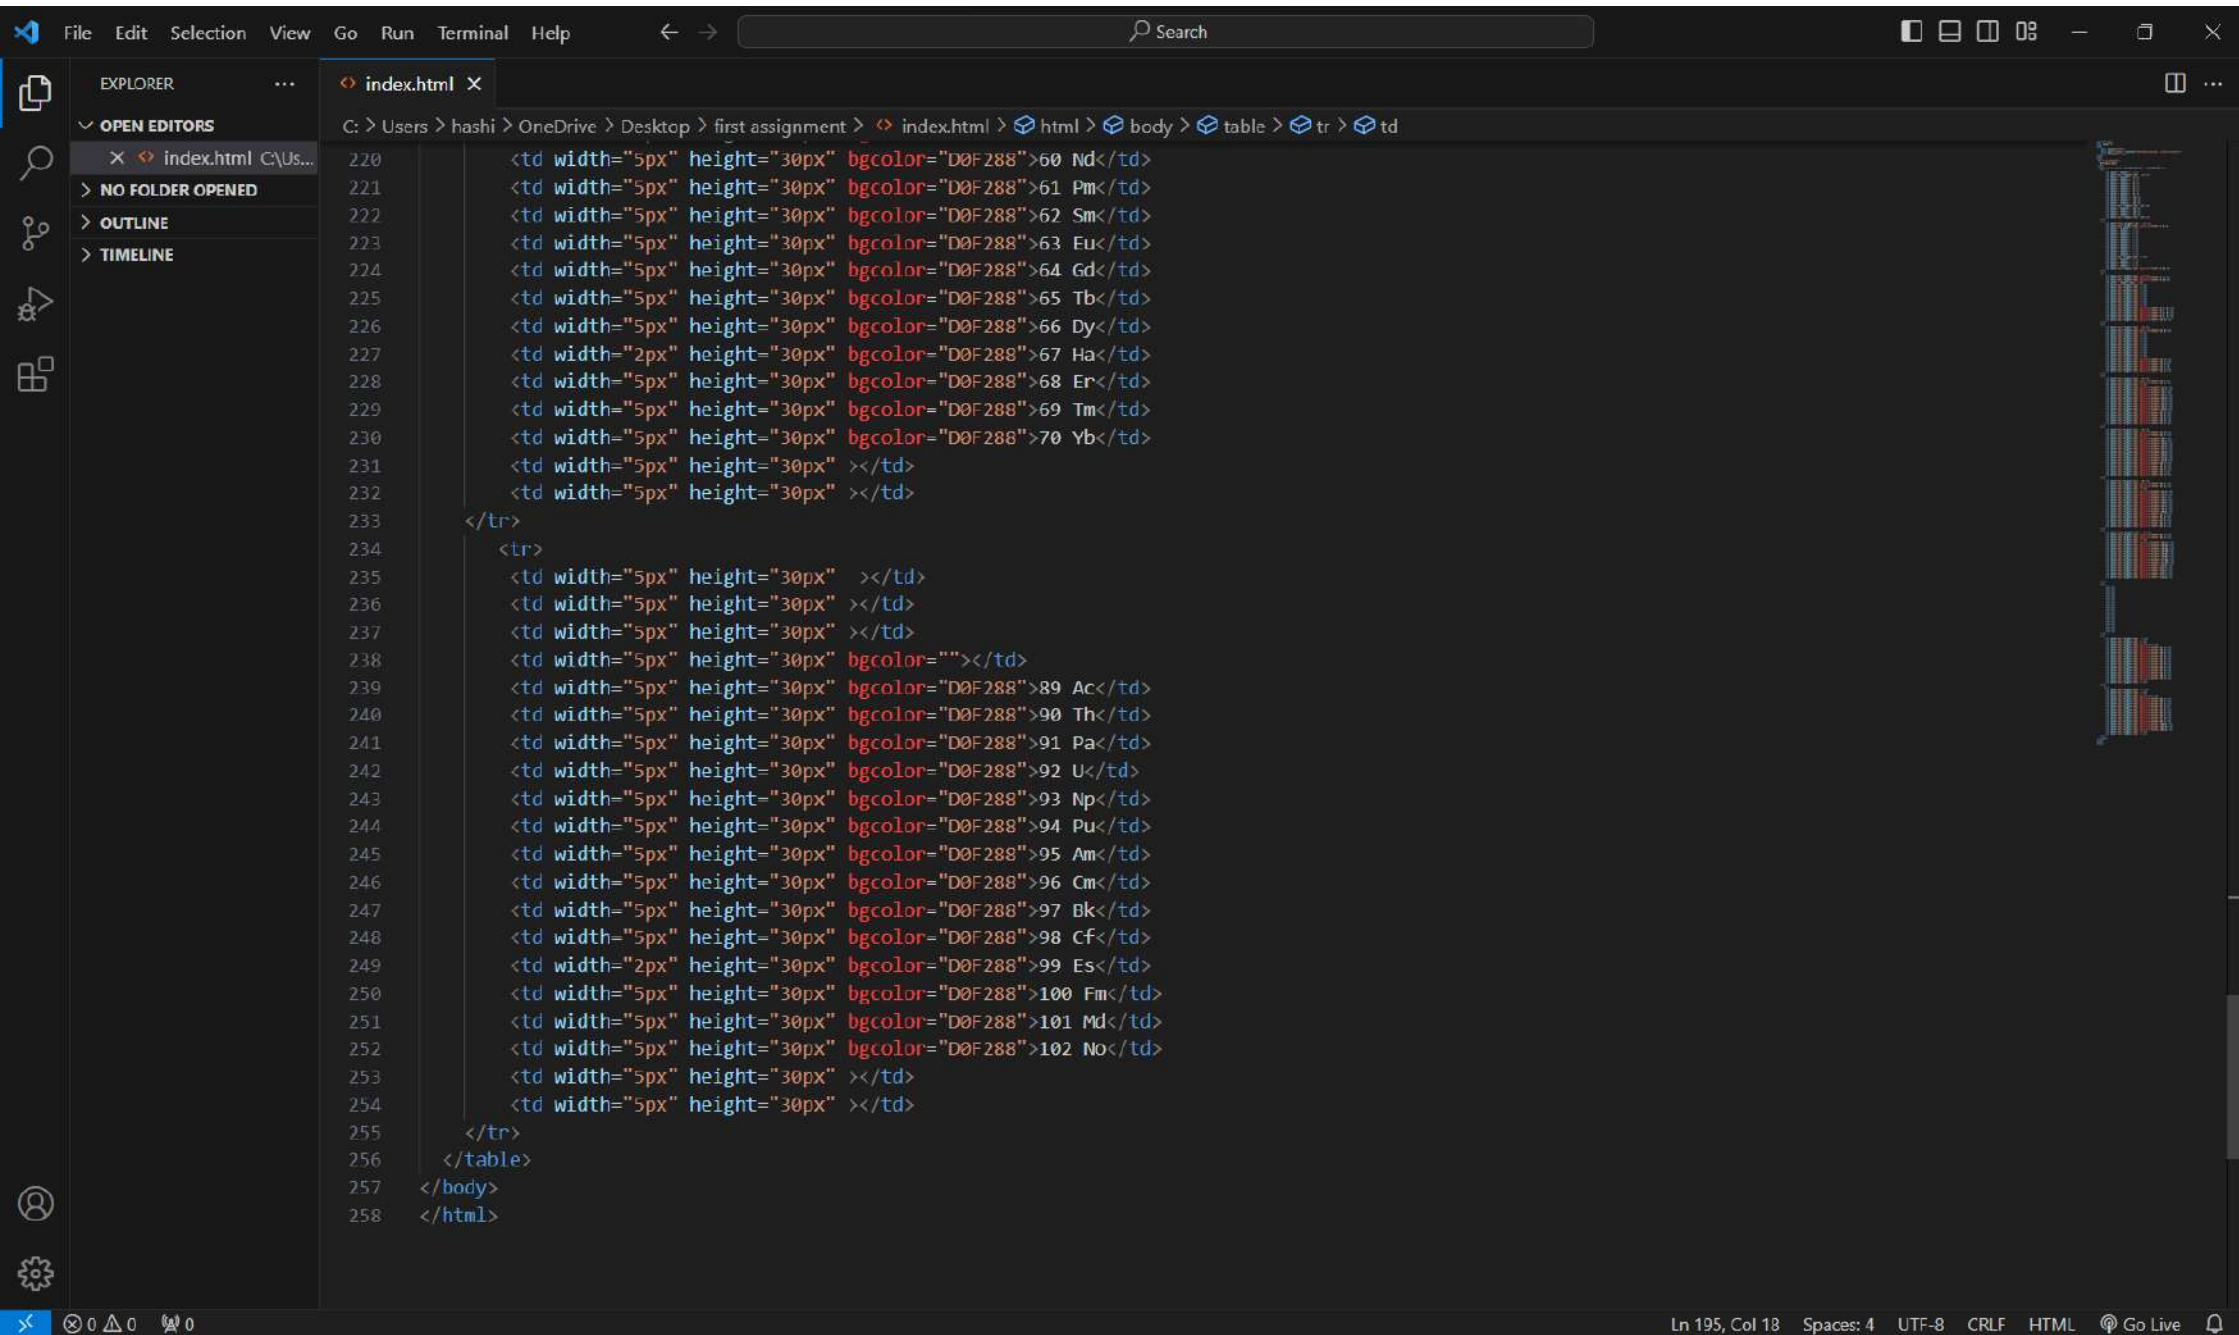 File Edit Selection View Go Run Terminal Help Search
EXPLORER
index.html
OPEN EDITORS
index.html C:\Us...
NO FOLDER OPENED
OUTLINE
TIMELINE
C: > Users > hashi > OneDrive > Desktop > first assignment > index.html > html > body > table > tr > td
220 <td width="5px" height="30px" bgcolor="D0F288">60 Nd</td>
221 <td width="5px" height="30px" bgcolor="D0F288">61 Pm</td>
222 <td width="5px" height="30px" bgcolor="D0F288">62 Sm</td>
223 <td width="5px" height="30px" bgcolor="D0F288">63 Eu</td>
224 <td width="5px" height="30px" bgcolor="D0F288">64 Gd</td>
225 <td width="5px" height="30px" bgcolor="D0F288">65 Tb</td>
226 <td width="5px" height="30px" bgcolor="D0F288">66 Dy</td>
227 <td width="2px" height="30px" bgcolor="D0F288">67 Ha</td>
228 <td width="5px" height="30px" bgcolor="D0F288">68 Er</td>
229 <td width="5px" height="30px" bgcolor="D0F288">69 Tm</td>
230 <td width="5px" height="30px" bgcolor="D0F288">70 Yb</td>
231 <td width="5px" height="30px" ></td>
232 <td width="5px" height="30px" ></td>
233 </tr>
234 <tr>
235 <td width="5px" height="30px"  ></td>
236 <td width="5px" height="30px" ></td>
237 <td width="5px" height="30px" ></td>
238 <td width="5px" height="30px" bgcolor=""></td>
239 <td width="5px" height="30px" bgcolor="D0F288">89 Ac</td>
240 <td width="5px" height="30px" bgcolor="D0F288">90 Th</td>
241 <td width="5px" height="30px" bgcolor="D0F288">91 Pa</td>
242 <td width="5px" height="30px" bgcolor="D0F288">92 U</td>
243 <td width="5px" height="30px" bgcolor="D0F288">93 Np</td>
244 <td width="5px" height="30px" bgcolor="D0F288">94 Pu</td>
245 <td width="5px" height="30px" bgcolor="D0F288">95 Am</td>
246 <td width="5px" height="30px" bgcolor="D0F288">96 Cm</td>
247 <td width="5px" height="30px" bgcolor="D0F288">97 Bk</td>
248 <td width="5px" height="30px" bgcolor="D0F288">98 Cf</td>
249 <td width="2px" height="30px" bgcolor="D0F288">99 Es</td>
250 <td width="5px" height="30px" bgcolor="D0F288">100 Fm</td>
251 <td width="5px" height="30px" bgcolor="D0F288">101 Md</td>
252 <td width="5px" height="30px" bgcolor="D0F288">102 No</td>
253 <td width="5px" height="30px" ></td>
254 <td width="5px" height="30px" ></td>
255 </tr>
256 </table>
257 </body>
258 </html>
0 0 0 Ln 195, Col 18 Spaces: 4 UTF-8 CRLF HTML Go Live